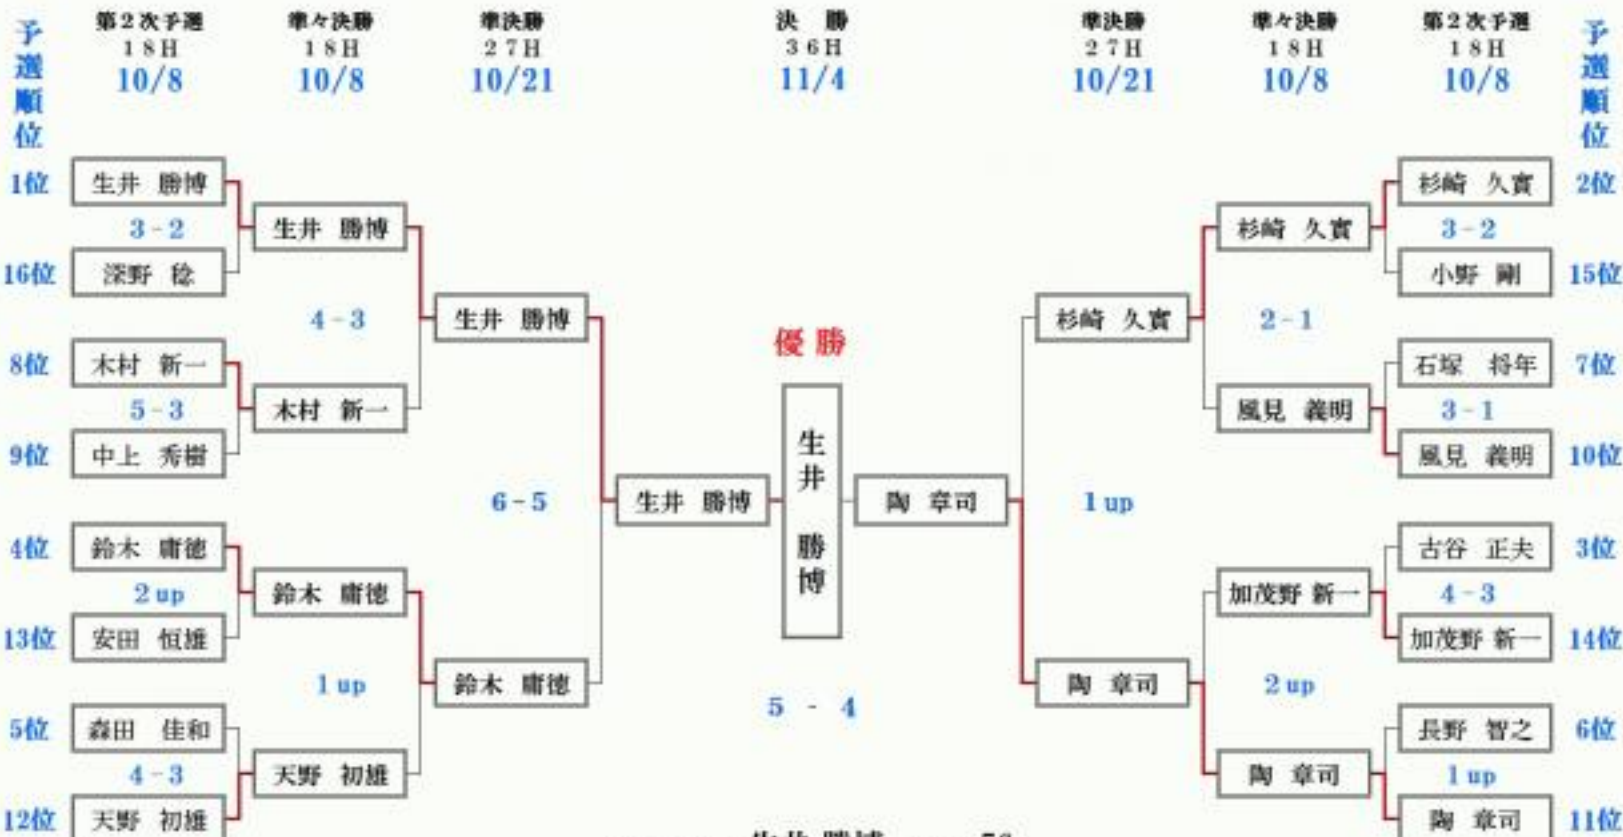 予選順位
第2次予選 準々決勝 準決勝 決 勝 準決勝 準々決勝 第2次予選
18H 18H 27H 36H 27H 18H 18H
10/8 10/8 10/21 11/4 10/21 10/8 10/8
予選順位
1位 生井 勝博
3-2
16位 深野 稔
8位 木村 新一
5-3
9位 中上 秀樹
4位 鈴木 庸徳
2up
13位 安田 恒雄
5位 森田 佳和
4-3
12位 天野 初雄
生井 勝博
4-3
木村 新一
鈴木 庸徳
1up
天野 初雄
生井 勝博
6-5
鈴木 庸徳
生井 勝博
優勝
生井 勝博
5 - 4
陶 章司
杉崎 久實
1up
陶 章司
杉崎 久實
2-1
風見 義明
加茂野 新一
2up
陶 章司
杉崎 久實 2位
3-2
小野 剛 15位
石塚 将年 7位
3-1
風見 義明 10位
古谷 正夫 3位
4-3
加茂野 新一 14位
長野 智之 6位
1up
陶 章司 11位